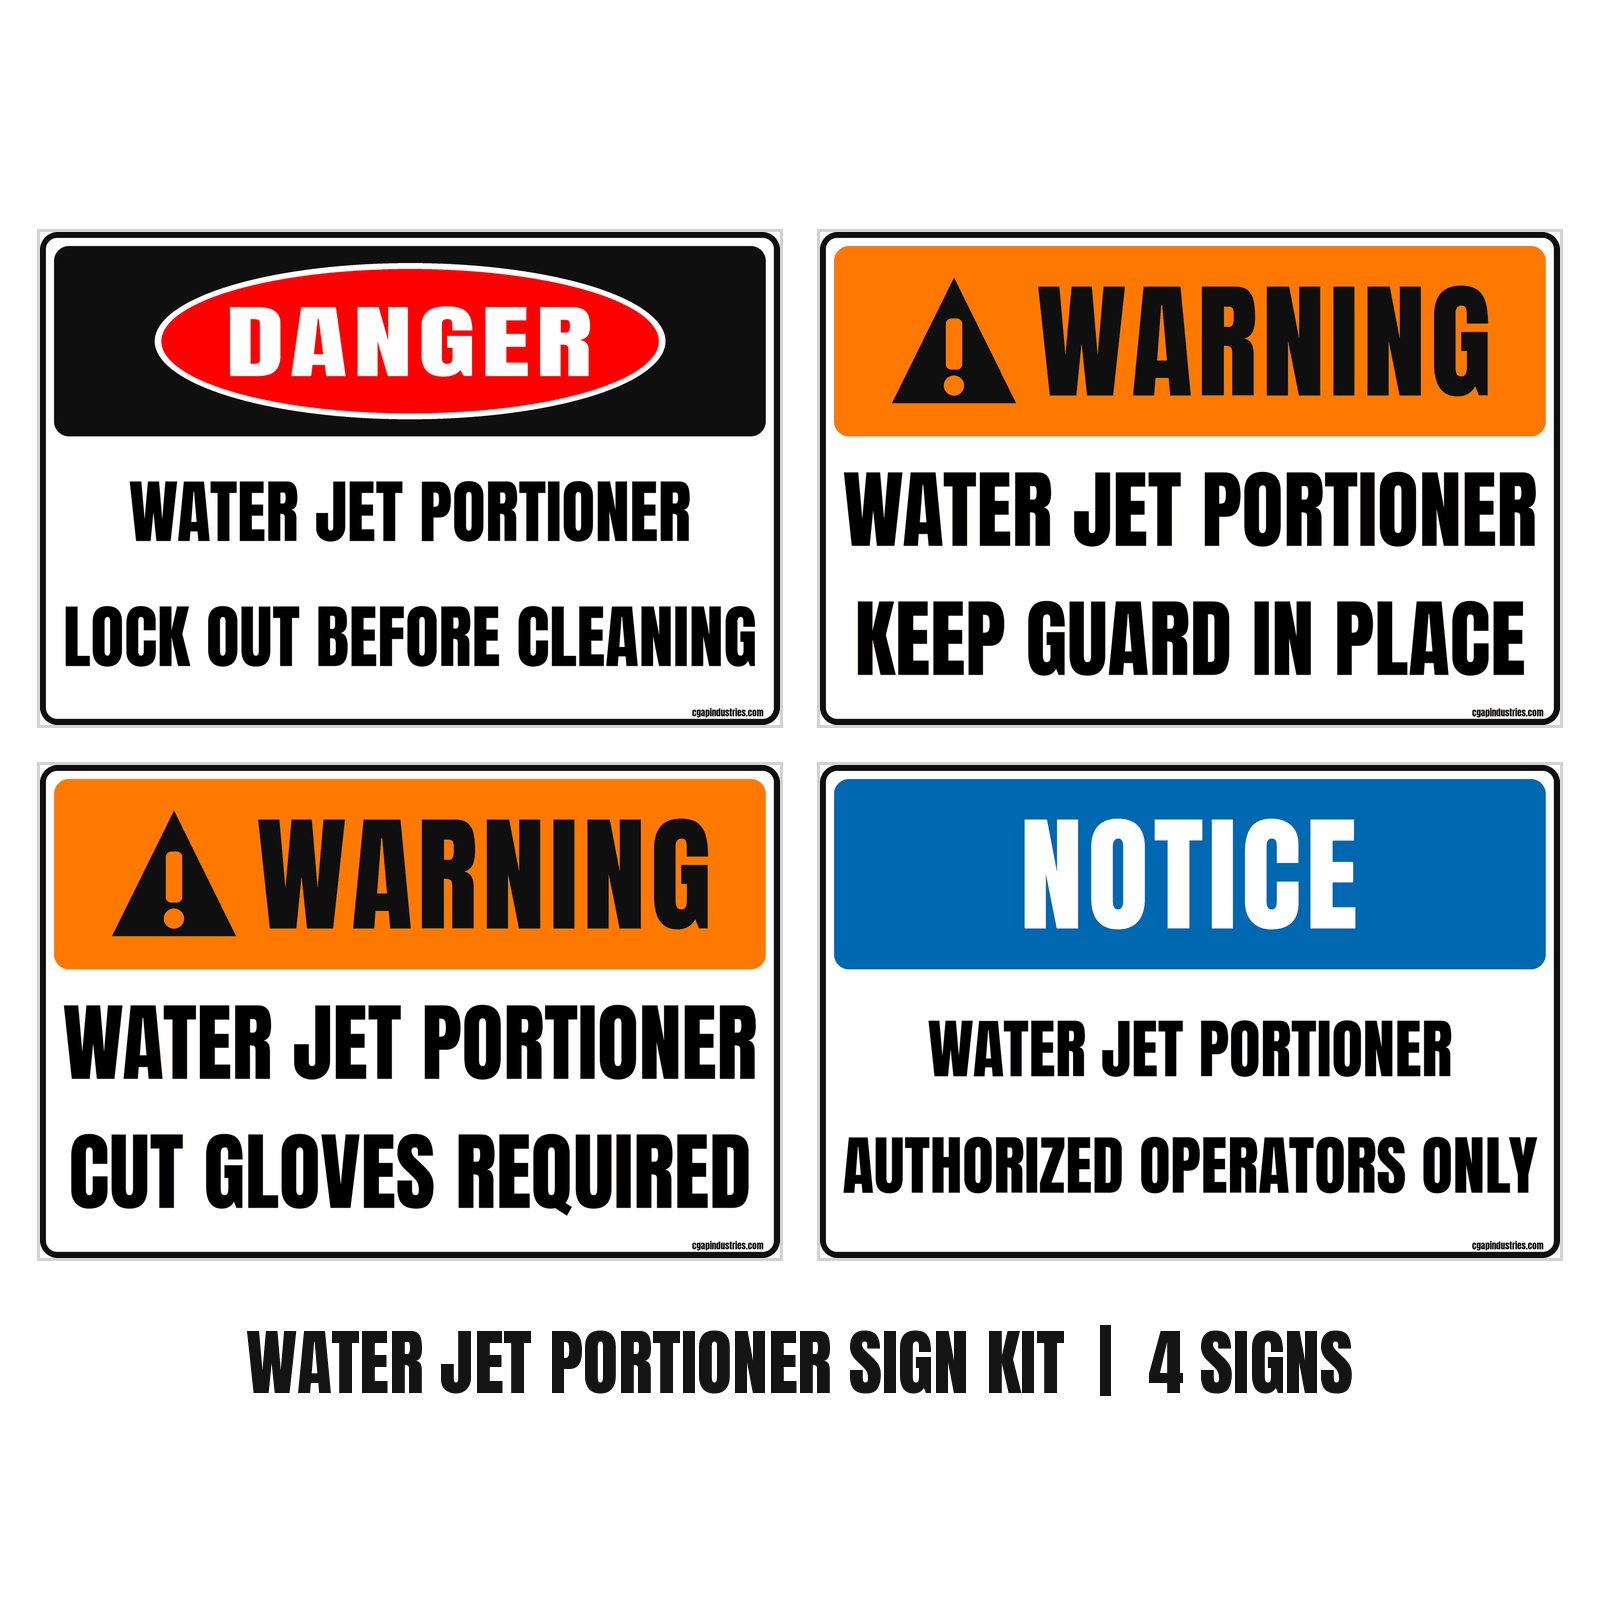 DANGER
WATER JET PORTIONER
LOCK OUT BEFORE CLEANING
cgapindustries.com
WARNING
WATER JET PORTIONER
KEEP GUARD IN PLACE
cgapindustries.com
WARNING
WATER JET PORTIONER
CUT GLOVES REQUIRED
cgapindustries.com
NOTICE
WATER JET PORTIONER
AUTHORIZED OPERATORS ONLY
cgapindustries.com
WATER JET PORTIONER SIGN KIT | 4 SIGNS